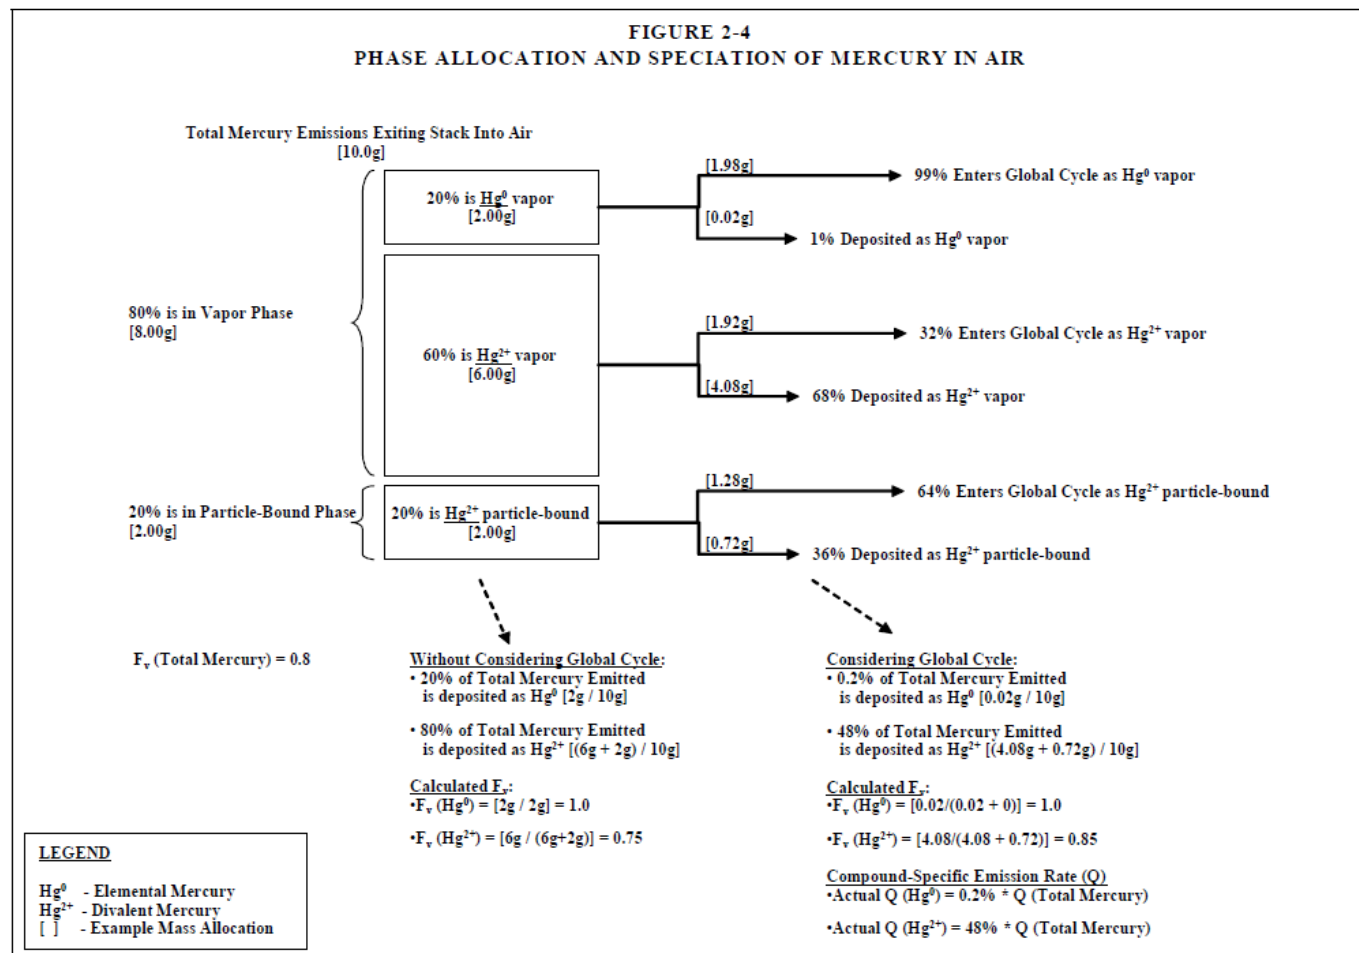 FIGURE 2-4
PHASE ALLOCATION AND SPECIATION OF MERCURY IN AIR
Total Mercury Emissions Exiting Stack Into Air
[10.0g]
80% is in Vapor Phase
[8.00g]
20% is Hg⁰ vapor
[2.00g]
[1.98g]
99% Enters Global Cycle as Hg⁰ vapor
[0.02g]
1% Deposited as Hg⁰ vapor
60% is Hg²⁺ vapor
[6.00g]
[1.92g]
32% Enters Global Cycle as Hg²⁺ vapor
[4.08g]
68% Deposited as Hg²⁺ vapor
20% is in Particle-Bound Phase
[2.00g]
20% is Hg²⁺ particle-bound
[2.00g]
[1.28g]
64% Enters Global Cycle as Hg²⁺ particle-bound
[0.72g]
36% Deposited as Hg²⁺ particle-bound
Fᵥ (Total Mercury) = 0.8
Without Considering Global Cycle:
• 20% of Total Mercury Emitted
is deposited as Hg⁰ [2g / 10g]
• 80% of Total Mercury Emitted
is deposited as Hg²⁺ [(6g + 2g) / 10g]
Calculated Fᵥ:
•Fᵥ (Hg⁰) = [2g / 2g] = 1.0
•Fᵥ (Hg²⁺) = [6g / (6g+2g)] = 0.75
Considering Global Cycle:
• 0.2% of Total Mercury Emitted
is deposited as Hg⁰ [0.02g / 10g]
• 48% of Total Mercury Emitted
is deposited as Hg²⁺ [(4.08g + 0.72g) / 10g]
Calculated Fᵥ:
•Fᵥ (Hg⁰) = [0.02/(0.02 + 0)] = 1.0
•Fᵥ (Hg²⁺) = [4.08/(4.08 + 0.72)] = 0.85
Compound-Specific Emission Rate (Q)
•Actual Q (Hg⁰) = 0.2% * Q (Total Mercury)
•Actual Q (Hg²⁺) = 48% * Q (Total Mercury)
LEGEND
Hg⁰ - Elemental Mercury
Hg²⁺ - Divalent Mercury
[ ] - Example Mass Allocation